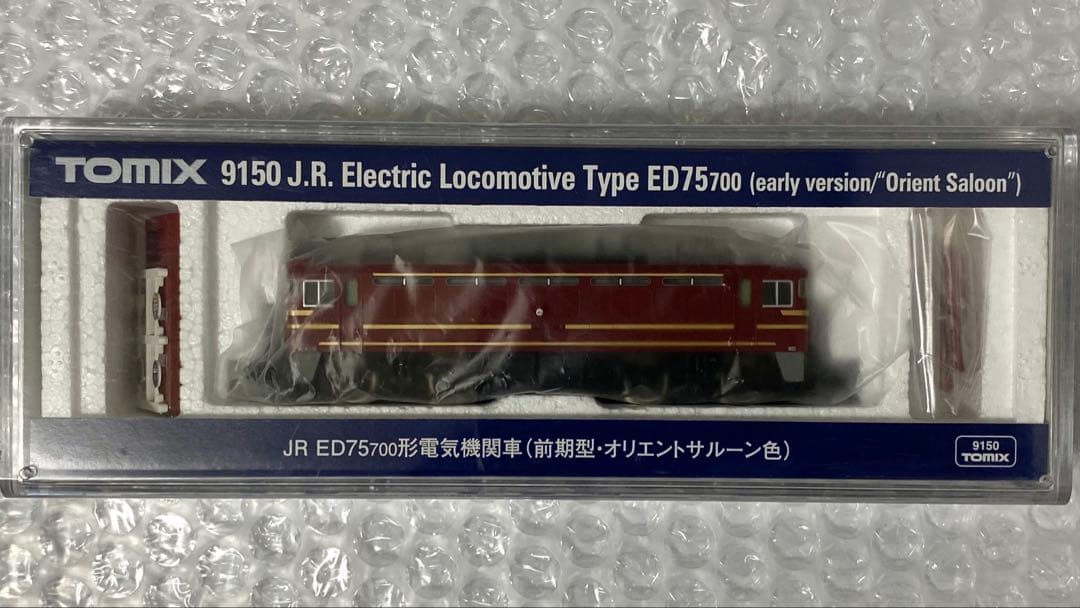 TOMIX 9150 J.R. Electric Locomotive Type ED75700 (early version/"Orient Saloon")
JR ED75700形電気機関車(前期型・オリエントサルーン色)
9150
TOMIX